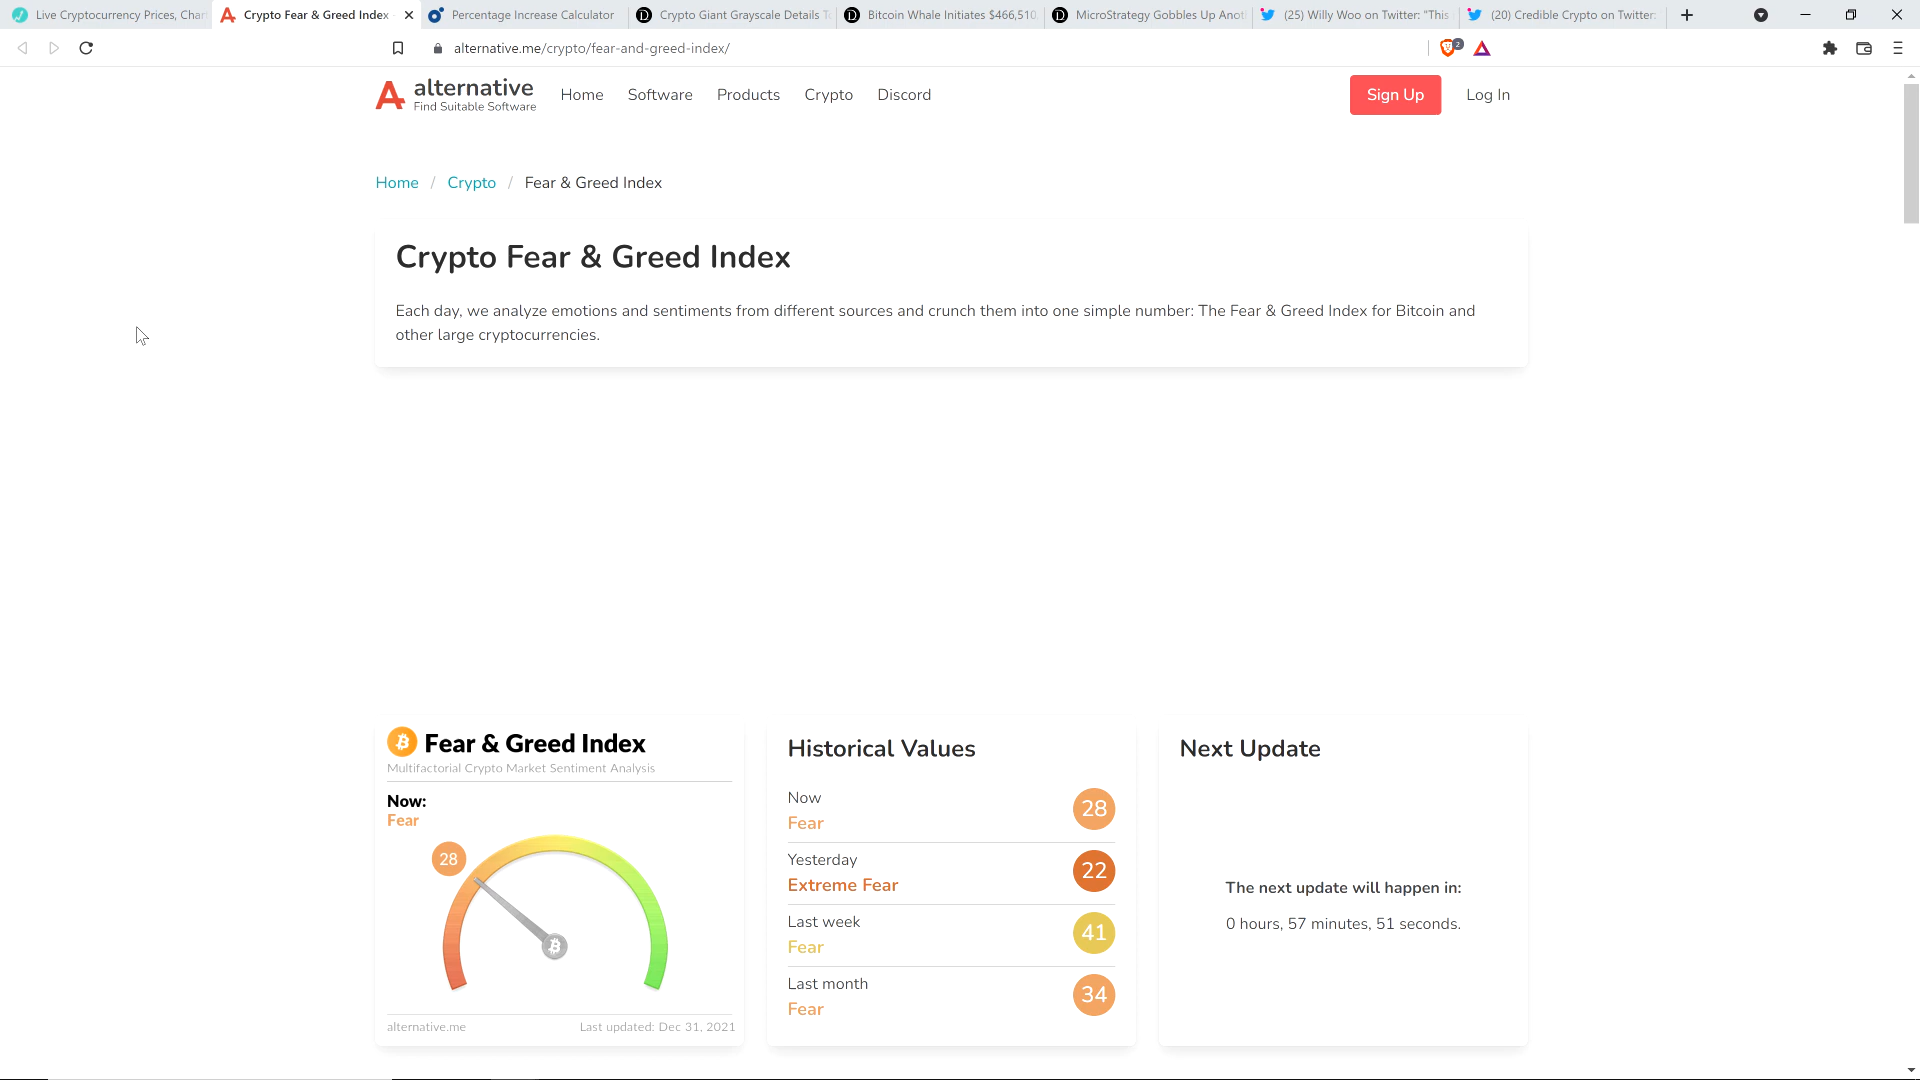 Live Cryptocurrency Prices, Char
Crypto Fear & Greed Index -
Percentage Increase Calculator
Crypto Giant Grayscale Details T
Bitcoin Whale Initiates $466,510,
MicroStrategy Gobbles Up Anot
(25) Willy Woo on Twitter: "This
(20) Credible Crypto on Twitter:
alternative.me/crypto/fear-and-greed-index/
2
alternative
Find Suitable Software
Home
Software
Products
Crypto
Discord
Sign Up
Log In
Home / Crypto / Fear & Greed Index
Crypto Fear & Greed Index
Each day, we analyze emotions and sentiments from different sources and crunch them into one simple number: The Fear & Greed Index for Bitcoin and
other large cryptocurrencies.
Fear & Greed Index
Multifactorial Crypto Market Sentiment Analysis
Now:
Fear
28
alternative.me
Last updated: Dec 31, 2021
Historical Values
Now
Fear
28
Yesterday
Extreme Fear
22
Last week
Fear
41
Last month
Fear
34
Next Update
The next update will happen in:
0 hours, 57 minutes, 51 seconds.